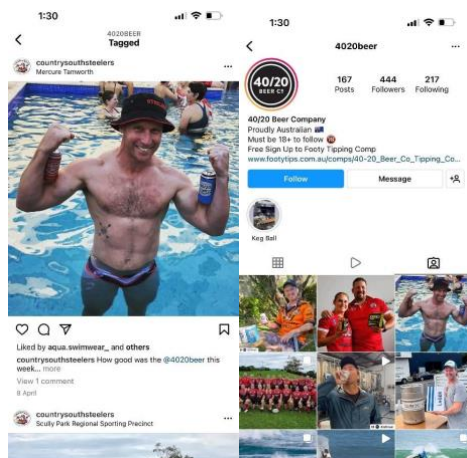 1:30
4020BEER
Tagged
countrysouthsteelers
Mercure Tamworth
Liked by aqua.swimwear_ and others
countrysouthsteelers How good was the @4020beer this
week... more
View 1 comment
8 April
countrysouthsteelers
Scully Park Regional Sporting Precinct
1:30
4020beer
40/20
BEER CO
167
Posts
444
Followers
217
Following
40/20 Beer Company
Proudly Australian 🇦🇺
Must be 18+ to follow 🔞
Free Sign Up to Footy Tipping Comp
www.footytips.com.au/comps/40-20_Beer_Co_Tipping_Co...
Follow
Message
Keg Ball